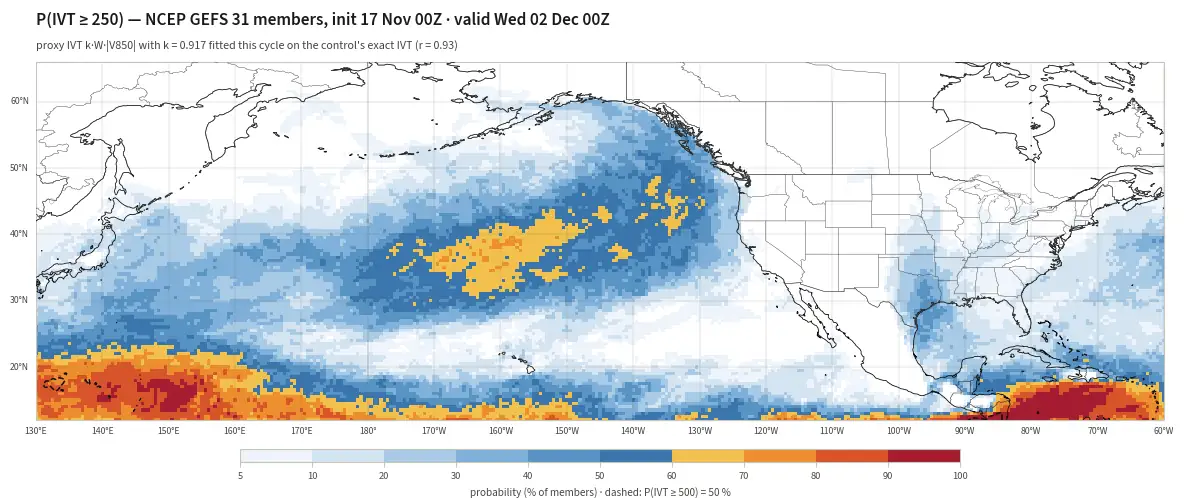 P(IVT ≥ 250) — NCEP GEFS 31 members, init 17 Nov 00Z · valid Wed 02 Dec 00Z
proxy IVT k·W·|V850| with k = 0.917 fitted this cycle on the control's exact IVT (r = 0.93)
60°N
50°N
40°N
30°N
20°N
130°E 140°E 150°E 160°E 170°E 180° 170°W 160°W 150°W 140°W 130°W 120°W 110°W 100°W 90°W 80°W 70°W 60°W
5 10 20 30 40 50 60 70 80 90 100
probability (% of members) · dashed: P(IVT ≥ 500) = 50 %